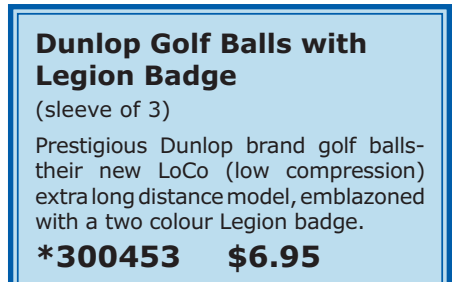 Dunlop Golf Balls with
Legion Badge
(sleeve of 3)
Prestigious Dunlop brand golf balls-
their new LoCo (low compression)
extra long distance model, emblazoned
with a two colour Legion badge.
*300453 $6.95